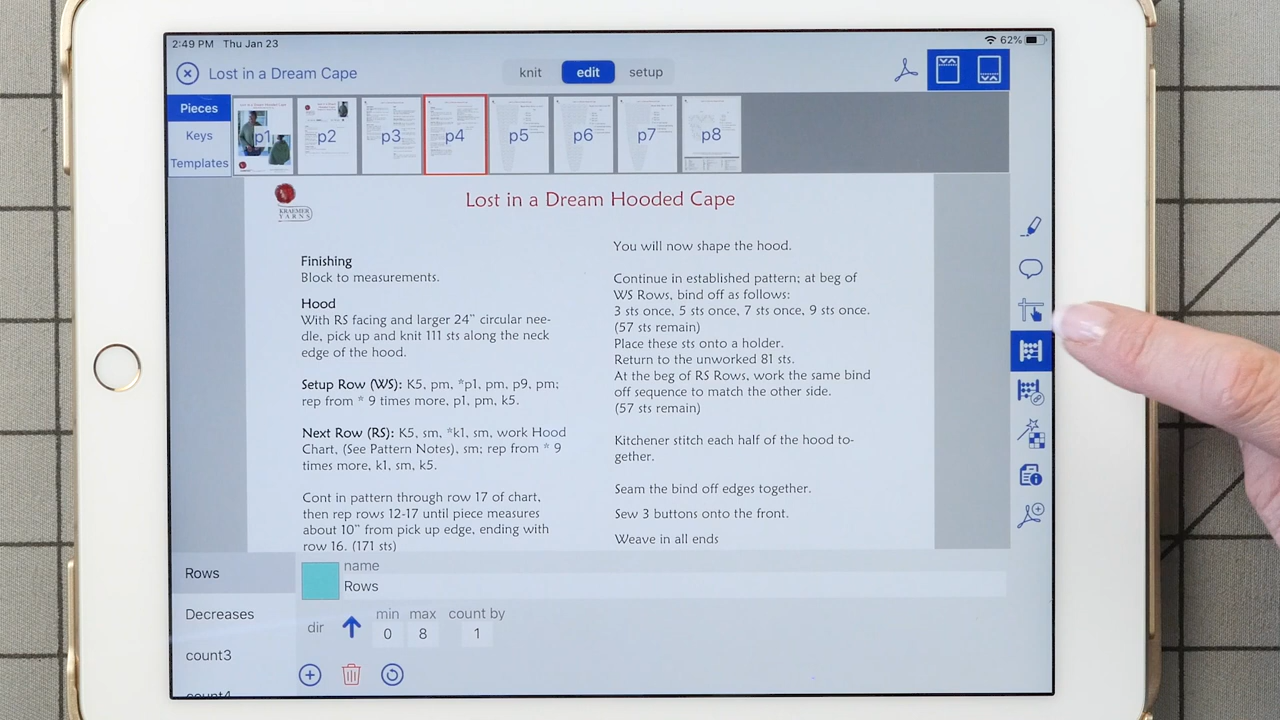 2:49 PM Thu Jan 23
62%
Lost in a Dream Cape
knit
edit
setup
Pieces
Keys
Templates
p1
p2
p3
p4
p5
p6
p7
p8
KRAEMER
YARNS
Lost in a Dream Hooded Cape
Finishing
Block to measurements.
Hood
With RS facing and larger 24" circular nee-
dle, pick up and knit 111 sts along the neck
edge of the hood.
Setup Row (WS): K5, pm, *p1, pm, p9, pm;
rep from * 9 times more, p1, pm, k5.
Next Row (RS): K5, sm, *k1, sm, work Hood
Chart, (See Pattern Notes), sm; rep from * 9
times more, k1, sm, k5.
Cont in pattern through row 17 of chart,
then rep rows 12-17 until piece measures
about 10" from pick up edge, ending with
row 16. (171 sts)
You will now shape the hood.
Continue in established pattern; at beg of
WS Rows, bind off as follows:
3 sts once, 5 sts once, 7 sts once, 9 sts once.
(57 sts remain)
Place these sts onto a holder.
Return to the unworked 81 sts.
At the beg of RS Rows, work the same bind
off sequence to match the other side.
(57 sts remain)
Kitchener stitch each half of the hood to-
gether.
Seam the bind off edges together.
Sew 3 buttons onto the front.
Weave in all ends
Rows
Decreases
count3
count4
name
Rows
dir
min
max
count by
0
8
1